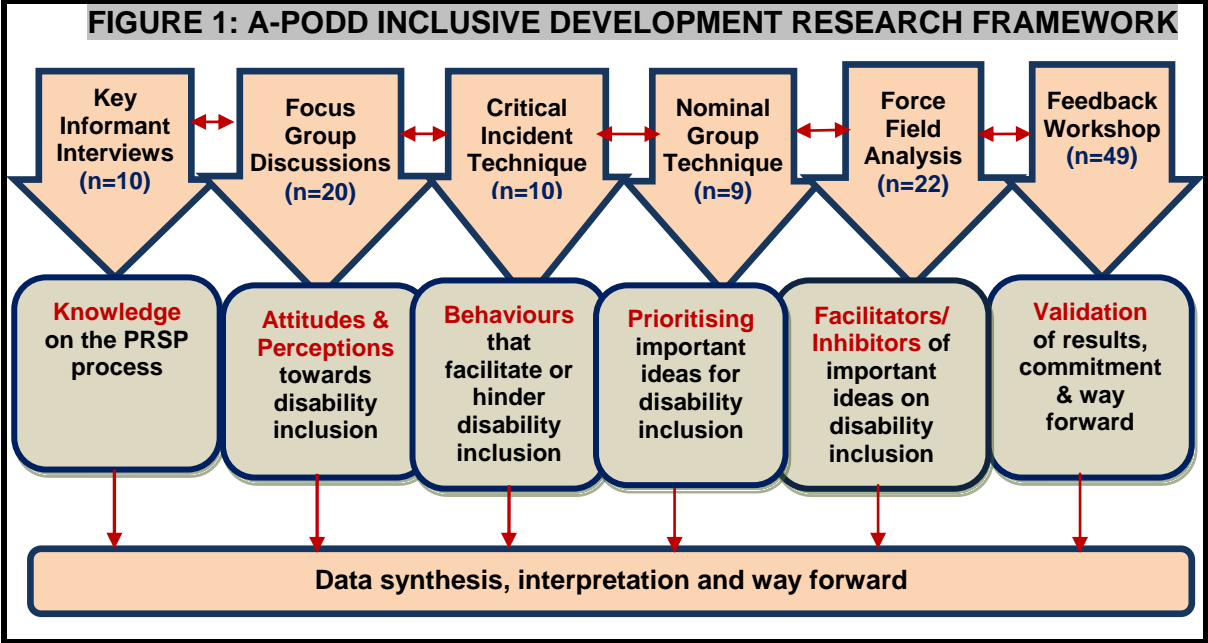 FIGURE 1: A-PODD INCLUSIVE DEVELOPMENT RESEARCH FRAMEWORK
Key
Informant
Interviews
(n=10)
Focus
Group
Discussions
(n=20)
Critical
Incident
Technique
(n=10)
Nominal
Group
Technique
(n=9)
Force
Field
Analysis
(n=22)
Feedback
Workshop
(n=49)
Knowledge
on the PRSP
process
Attitudes &
Perceptions
towards
disability
inclusion
Behaviours
that
facilitate or
hinder
disability
inclusion
Prioritising
important
ideas for
disability
inclusion
Facilitators/
Inhibitors of
important
ideas on
disability
inclusion
Validation
of results,
commitment
& way
forward
Data synthesis, interpretation and way forward